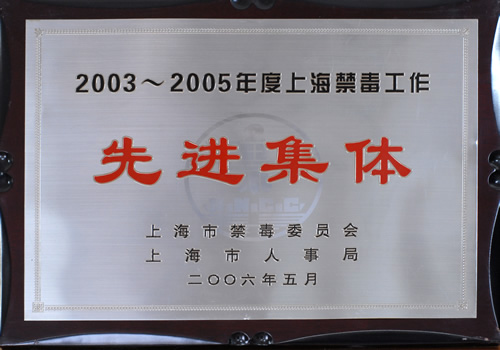 2003～2005年度上海禁毒工作
先进集体
上海市禁毒委员会
上海市人事局
二〇〇六年五月